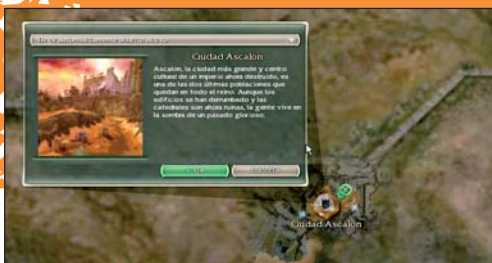 Ciudad Ascalon
Ascalon, la ciudad más grande y centro
cultural de un imperio ahora destruido, es
una de las dos últimas poblaciones que
quedan en todo el reino. Aunque los
edificios se han derrumbado y las
catedrales son ahora ruinas, la gente vive en
la sombra de un pasado glorioso.
Ciudad Ascalon